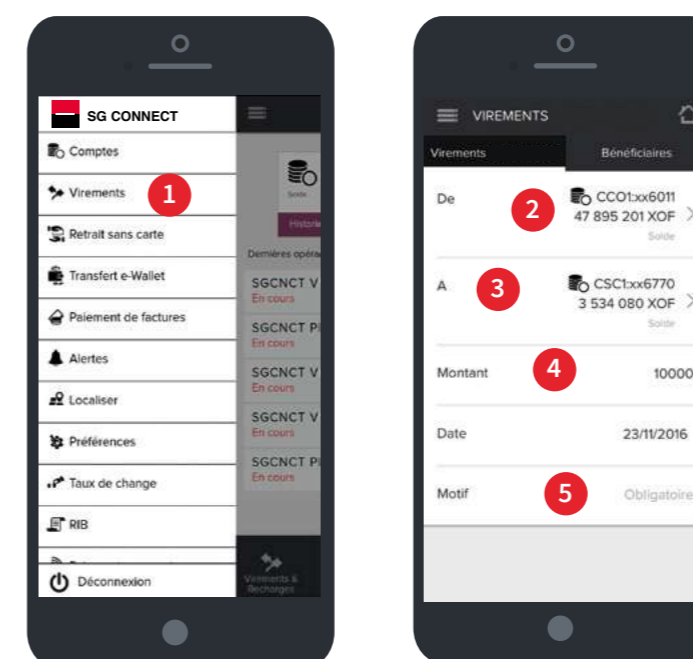 SG CONNECT
Comptes
Virements 1
Retrait sans carte
Transfert e-Wallet
Paiement de factures
Alertes
Localiser
Préférences
Taux de change
RIB
Déconnexion
Solde
Histori
Dernières opéra
SGCNCT V
En cours
SGCNCT P
En cours
SGCNCT V
En cours
SGCNCT V
En cours
SGCNCT P
En cours
Virements &
Recharges
VIREMENTS
Virements Bénéficiaires
De 2 CCO1:xx6011
47 895 201 XOF
Solde
A 3 CSC1:xx6770
3 534 080 XOF
Solde
Montant 4 10000
Date 23/11/2016
Motif 5 Obligatoire